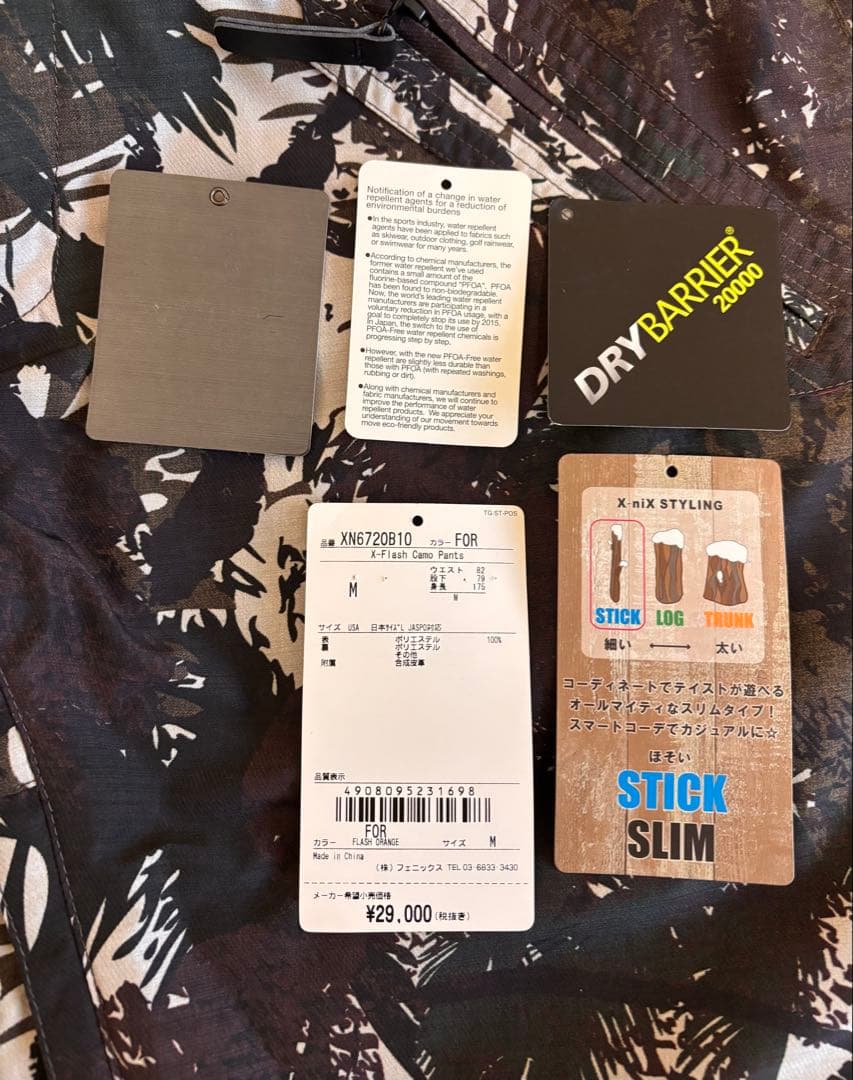 Notification of a change in water
repellent agents for a reduction of
environmental burdens
●In the sports industry, water repellent
agents have been applied to fabrics such
as skiwear, outdoor clothing, golf rainwear,
or swimwear for many years.
●According to chemical manufacturers, the
former water repellent we've used
contains a small amount of the
fluorine-based compound "PFOA". PFOA
has been found to non-biodegradable.
Now, the world's leading water repellent
manufacturers are participating in a
voluntary reduction in PFOA usage, with a
goal to completely stop its use by 2015.
In Japan, the switch to the use of
PFOA-Free water repellent chemicals is
progressing step by step.
●However, with the new PFOA-Free water
repellent are slightly less durable than
those with PFOA (with repeated washings,
rubbing or dirt).
●Along with chemical manufacturers and
fabric manufacturers, we will continue to
improve the performance of water
repellent products. We appreciate your
understanding of our movement towards
move eco-friendly products.
DRYBARRIER®
20000
TG-ST-POS
品番 XN6720B10 カラー FOR
X-Flash Camo Pants
M
ウエスト 82
股下 79
身長 175
M
サイズ USA 日本サイズL JASPO対応
表 ポリエステル 100%
裏 ポリエステル
その他
附属 合成皮革
品質表示
4908095231698
FOR
カラー FLASH ORANGE サイズ M
Made in China
(株) フェニックス TEL 03-6833-3430
メーカー希望小売価格
¥29,000(税抜き)
X-niX STYLING
STICK LOG TRUNK
細い ⟷ 太い
コーディネートでテイストが遊べる
オールマイティなスリムタイプ!
スマートコーデでカジュアルに☆
ほそい
STICK
SLIM